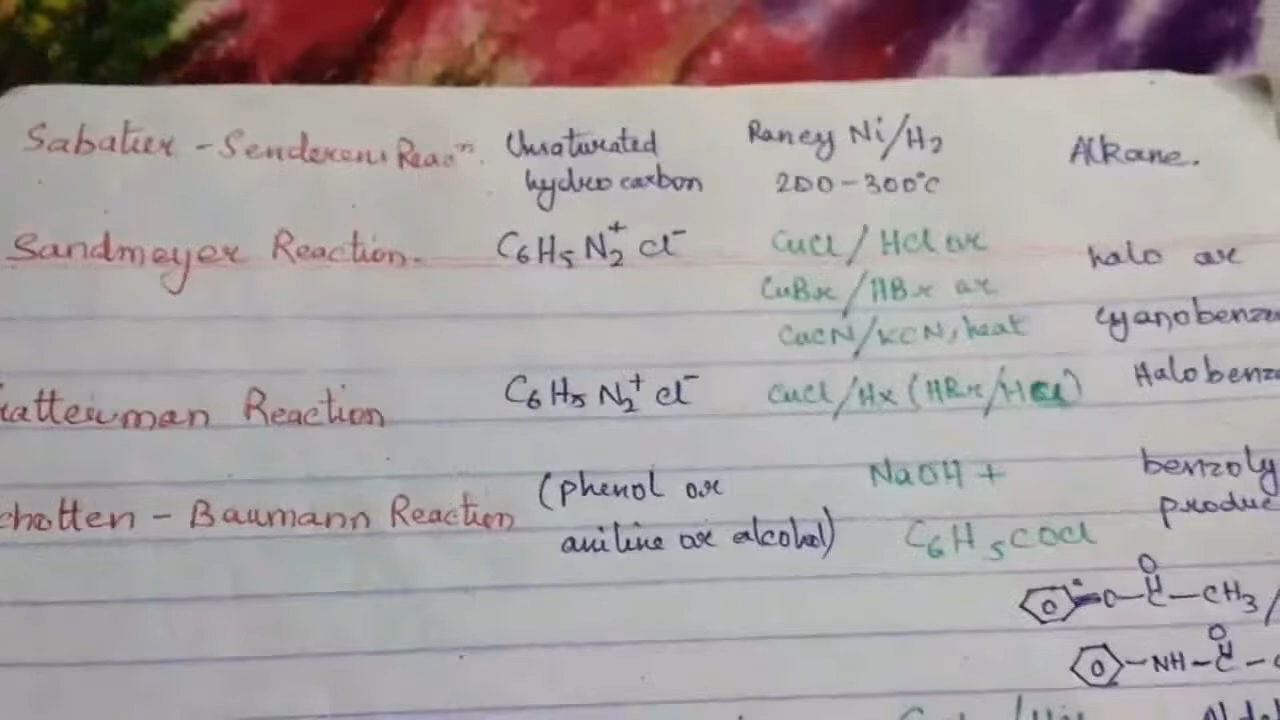 Sabatier - Senderens Reacⁿ. Unsaturated hydrocarbon Raney Ni/H₂ 200-300°C Alkane.
Sandmeyer Reaction. C₆H₅N₂⁺Cl⁻ CuCl/HCl or CuBr/HBr or CuCN/KCN, heat halo or cyanobenze
atterman Reaction C₆H₅N₂⁺Cl⁻ CuCl/Hx (HBr/HCl) Halobenz
chotten - Baumann Reaction (phenol or aniline or alcohol) NaOH + C₆H₅COCl benzoly produc
O
O-C-CH₃/
O
NH-C-